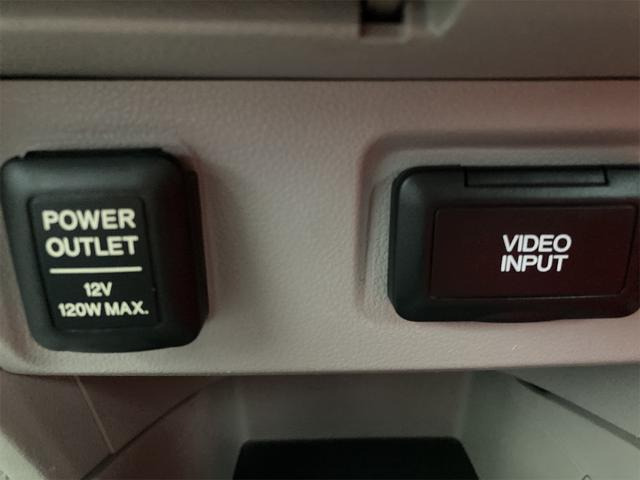 POWER
OUTLET
12V
120W MAX.
VIDEO
INPUT